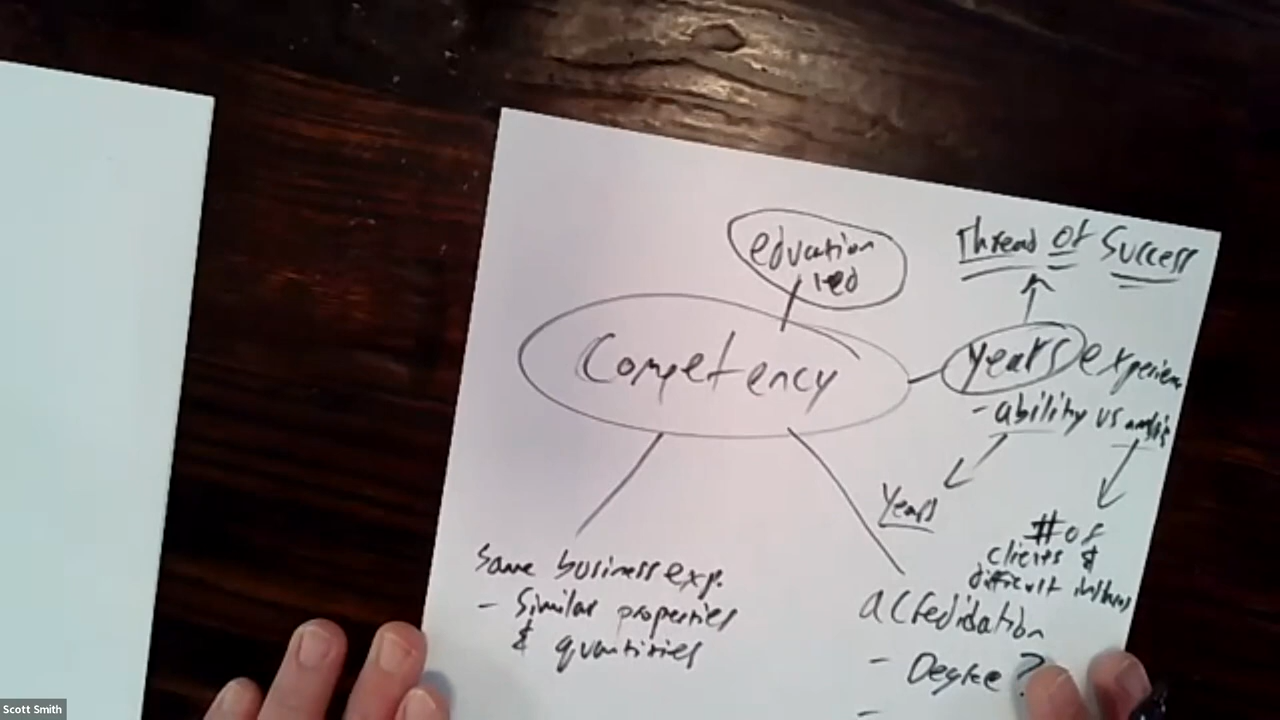 Thread of Success
education
Competency
years experien
- ability vs
Years
# of
clients &
difficult
Same business exp.
- Similar properties
& quantities
accredidation
- Degree ?
-
Scott Smith